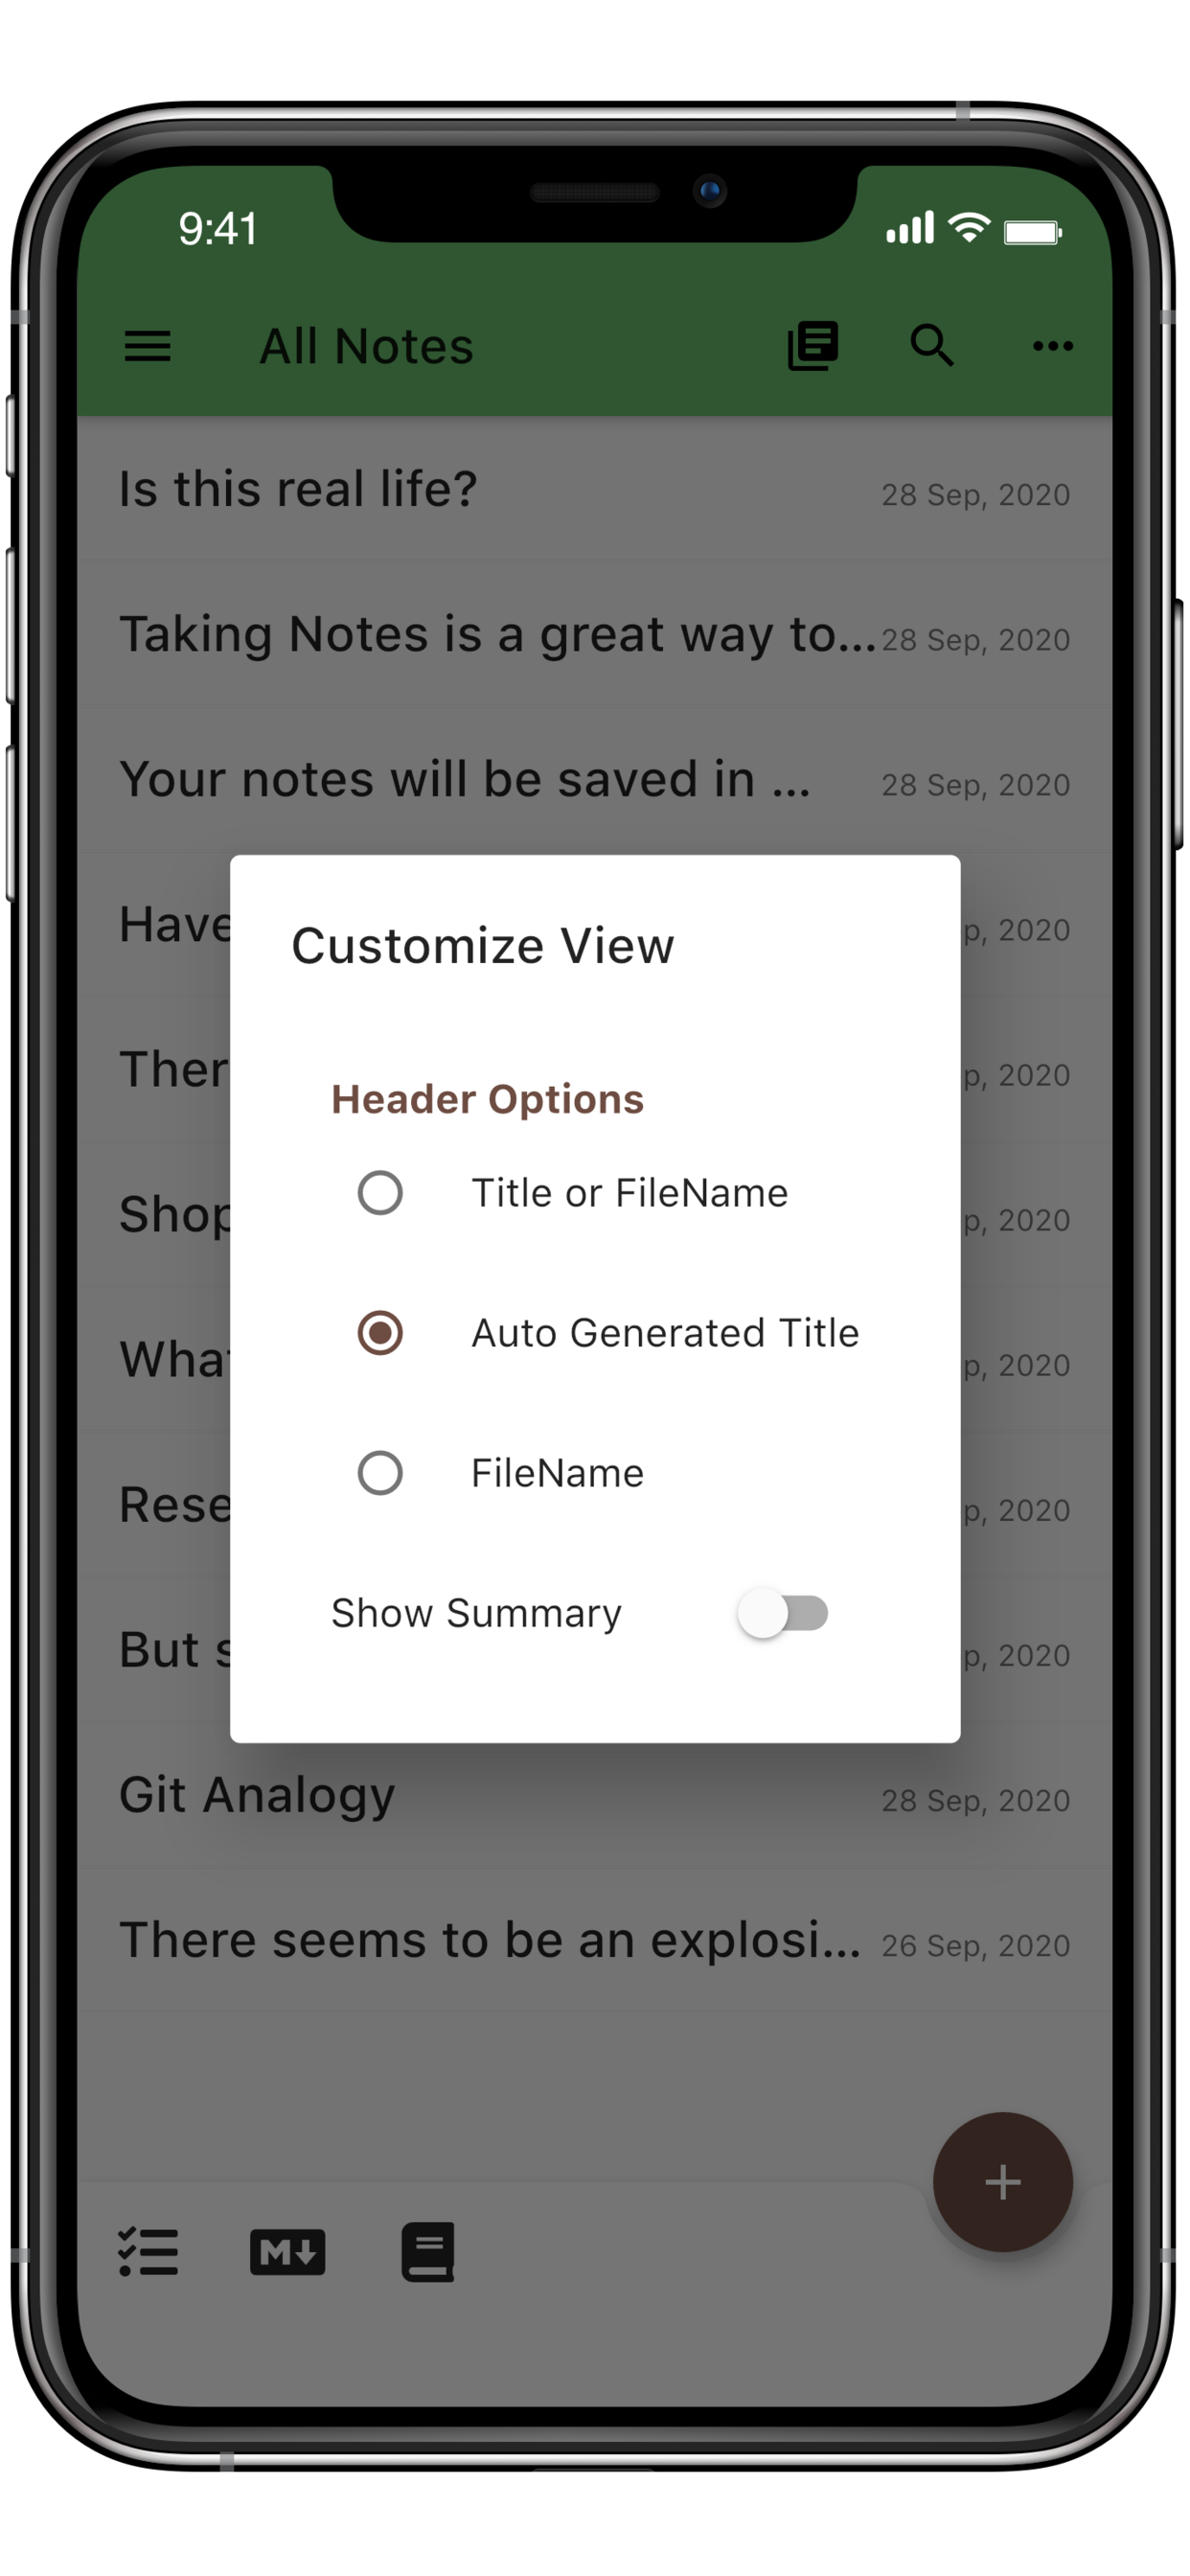 9:41
All Notes
Is this real life? 28 Sep, 2020
Taking Notes is a great way to... 28 Sep, 2020
Your notes will be saved in ... 28 Sep, 2020
Have p, 2020
Customize View
Ther p, 2020
Header Options
Title or FileName
Shop p, 2020
Auto Generated Title
What p, 2020
FileName
Rese p, 2020
Show Summary
But s p, 2020
Git Analogy 28 Sep, 2020
There seems to be an explosi... 26 Sep, 2020
M